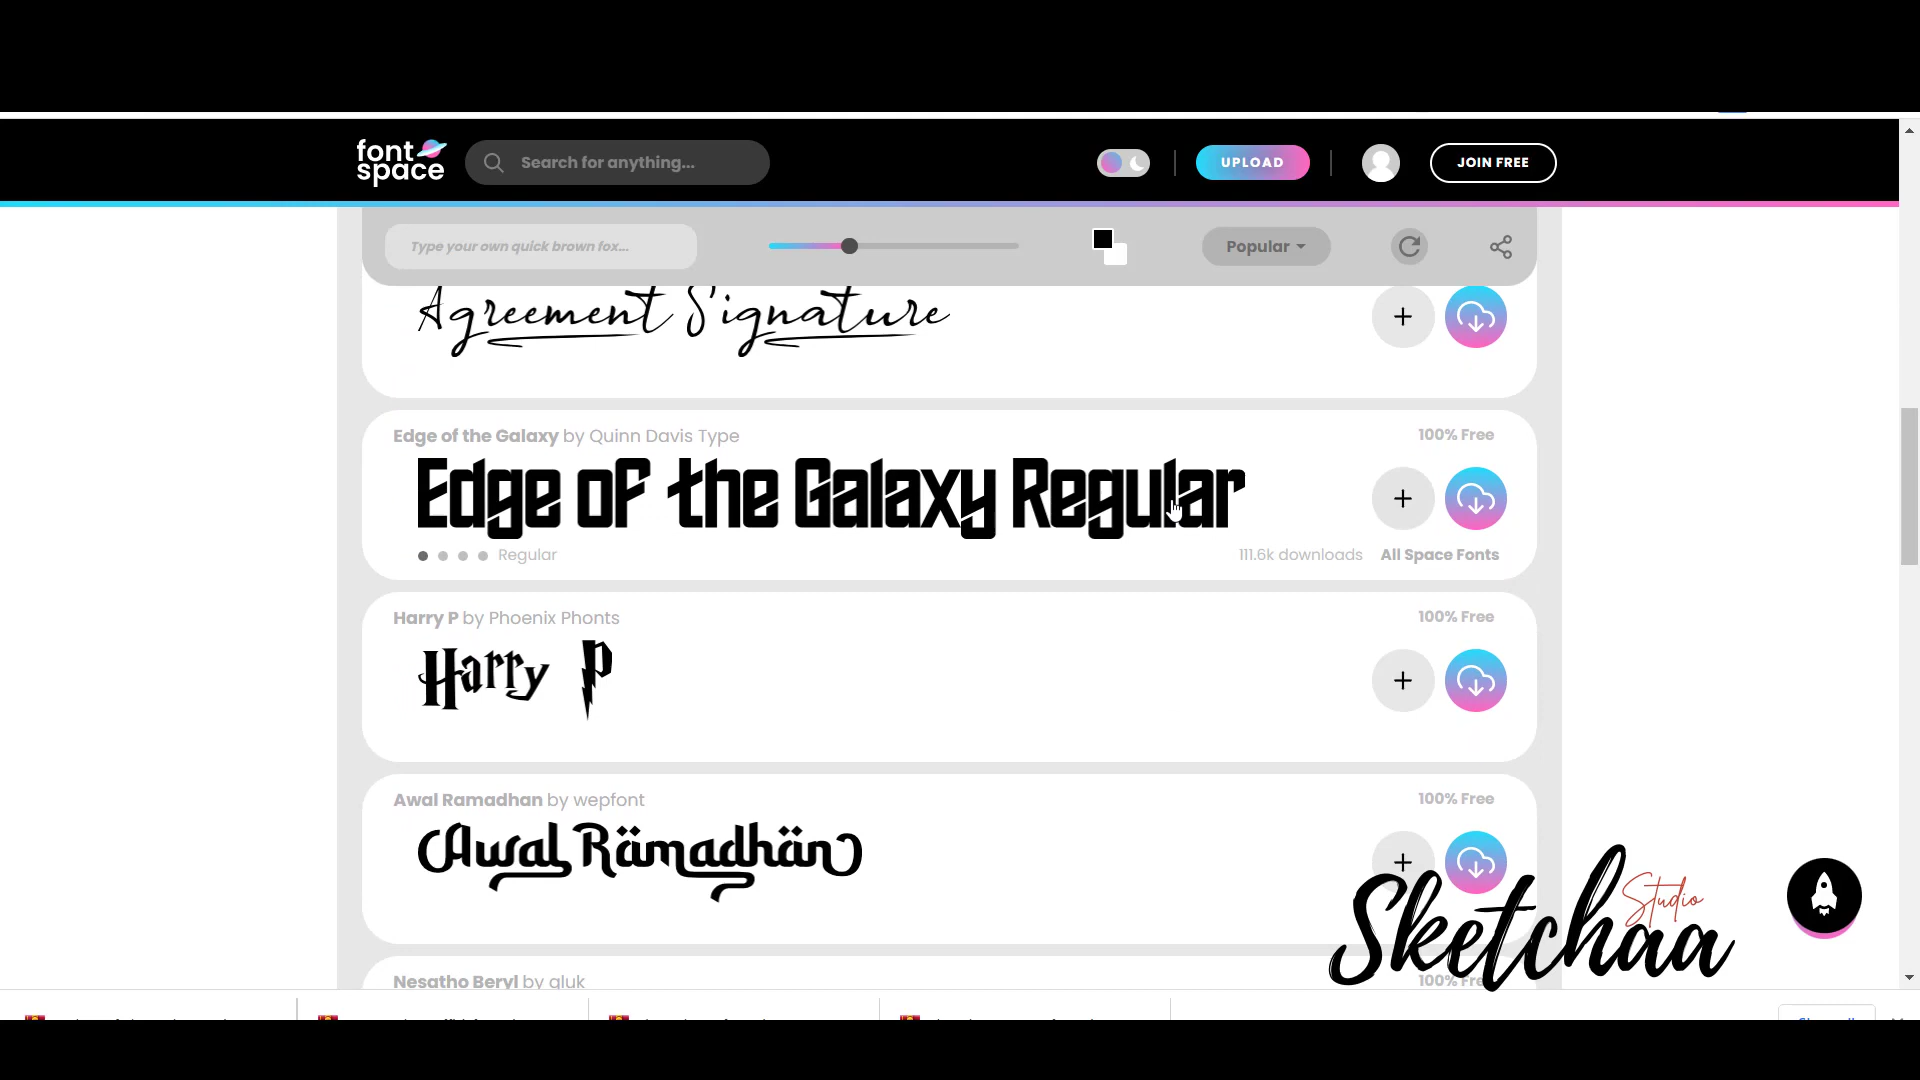 font space
Search for anything...
UPLOAD
JOIN FREE
Type your own quick brown fox...
Popular
Agreement Signature
Edge of the Galaxy by Quinn Davis Type
100% Free
Edge of the Galaxy Regular
Regular
111.6k downloads
All Space Fonts
Harry P by Phoenix Phonts
100% Free
Harry P
Awal Ramadhan by wepfont
100% Free
Awal Ramadhan
Sketchaa
Studio
Nesatho Beryl by gluk
100% Free